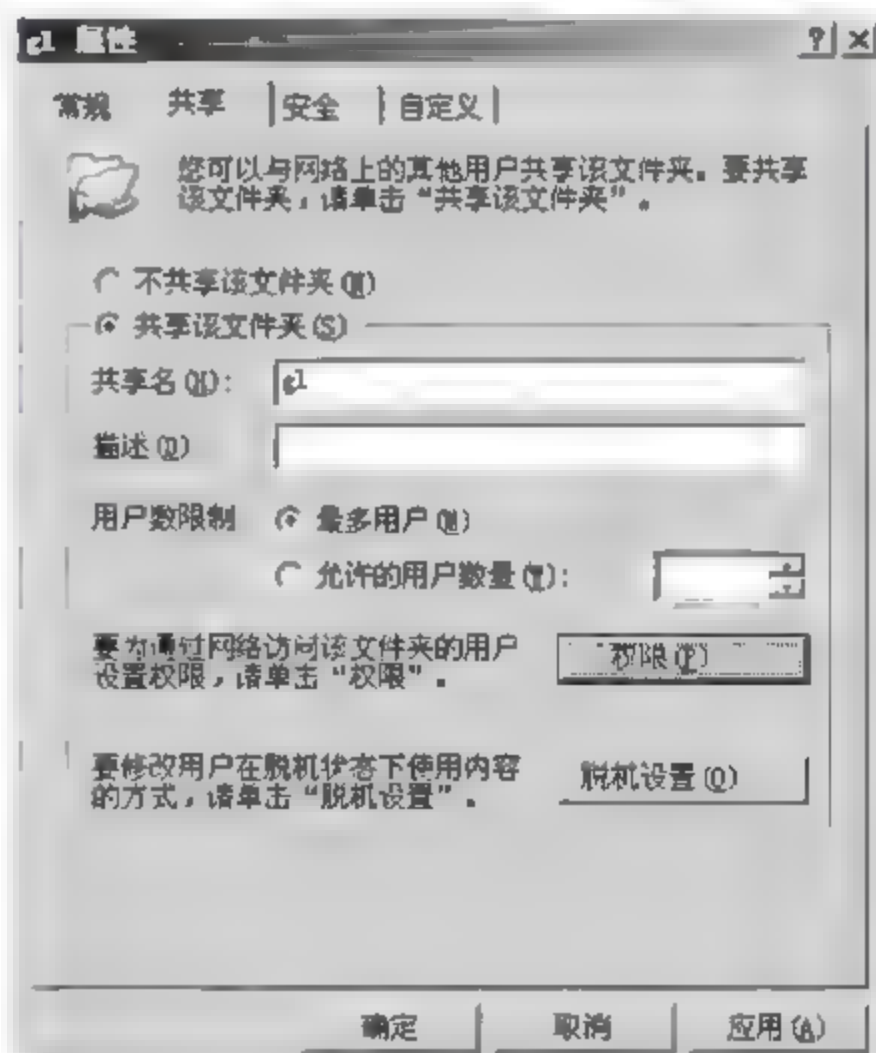 gl 属性
常规 共享 安全 自定义
您可以与网络上的其他用户共享该文件夹。要共享
该文件夹，请单击“共享该文件夹”。
不共享该文件夹(N)
共享该文件夹(S)
共享名(H)：
gl
描述(D)
用户数限制 最多用户(M)
允许的用户数量(T)：
要为通过网络访问该文件夹的用户
设置权限，请单击“权限”。
权限(P)
要修改用户在脱机状态下使用内容
的方式，请单击“脱机设置”。
脱机设置(O)
确定 取消 应用(A)